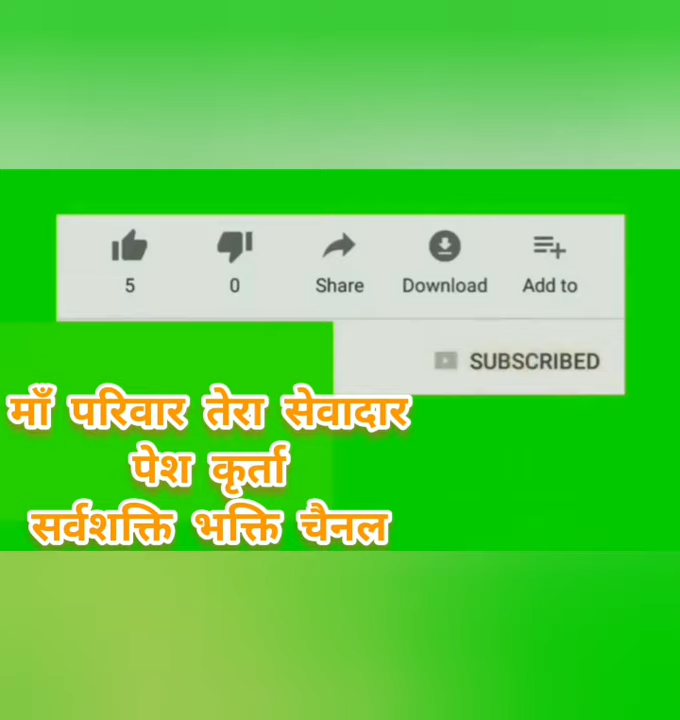 5 0 Share Download Add to
SUBSCRIBED
माँ परिवार तेरा सेवादार
पेश कृर्ता
सर्वशक्ति भक्ति चैनल